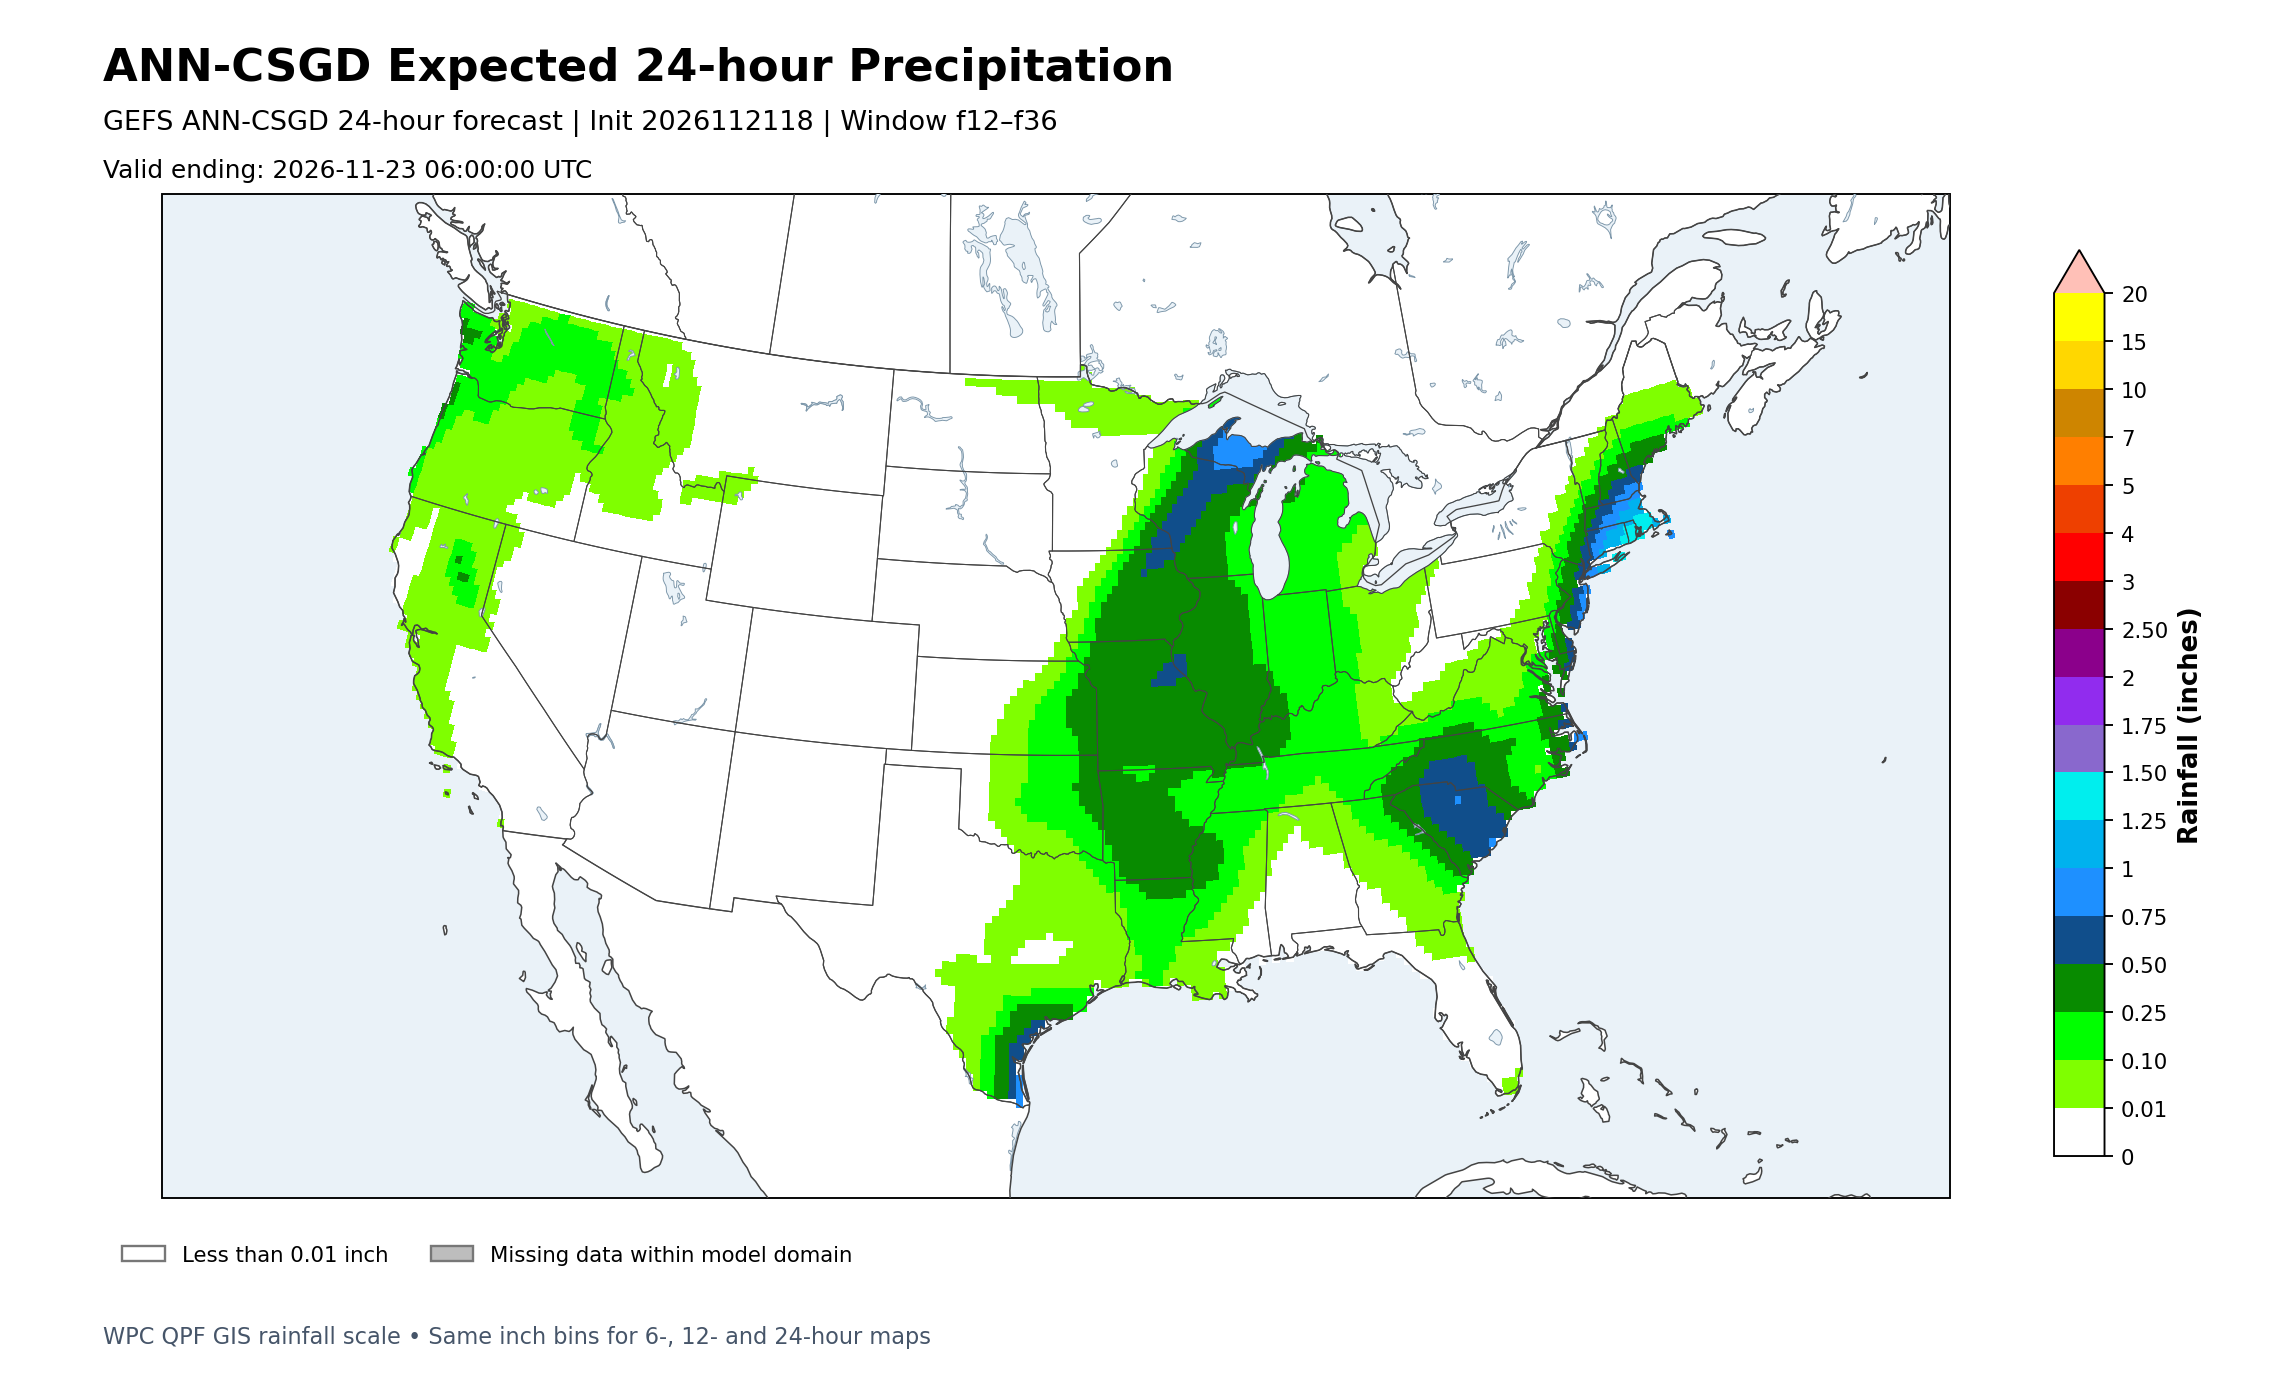 ANN-CSGD Expected 24-hour Precipitation
GEFS ANN-CSGD 24-hour forecast | Init 2026112118 | Window f12–f36
Valid ending: 2026-11-23 06:00:00 UTC
20
15
10
7
5
4
3
2.50
2
1.75
1.50
1.25
1
0.75
0.50
0.25
0.10
0.01
0
Rainfall (inches)
Less than 0.01 inch
Missing data within model domain
WPC QPF GIS rainfall scale • Same inch bins for 6-, 12- and 24-hour maps